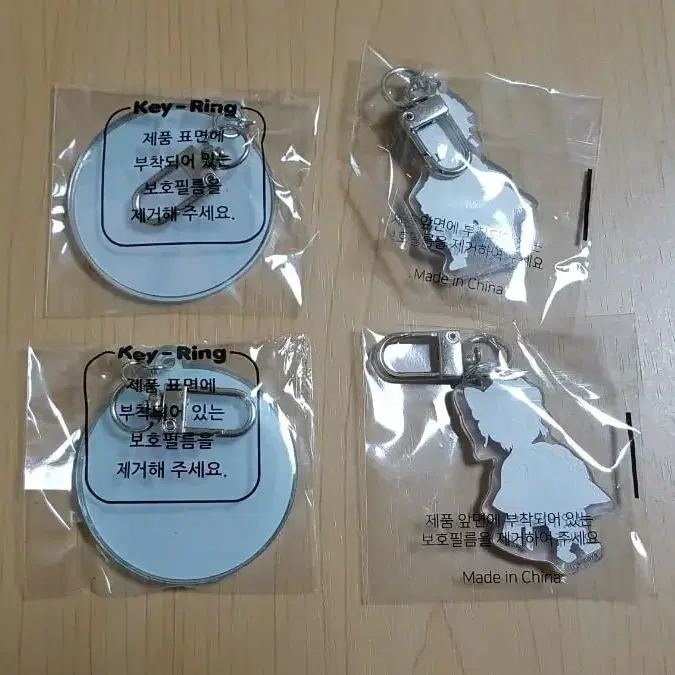 Key-Ring
제품 표면에
부착되어 있는
보호필름을
제거해 주세요.
제품 앞면에 부착되어 있는
보호필름을 제거하여 주세요
Made in China
Key-Ring
제품 표면에
부착되어 있는
보호필름을
제거해 주세요.
제품 앞면에 부착되어 있는
보호필름을 제거하여 주세요
Made in China